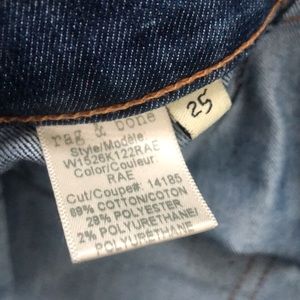 rag & bone
Style/Modèle
W1526K122RAE
Color/Couleur
RAE
Cut/Coupe#: 14185
69% COTTON/COTON
29% POLYESTER
2% POLYURETHANE/
POLYURETHANE
25